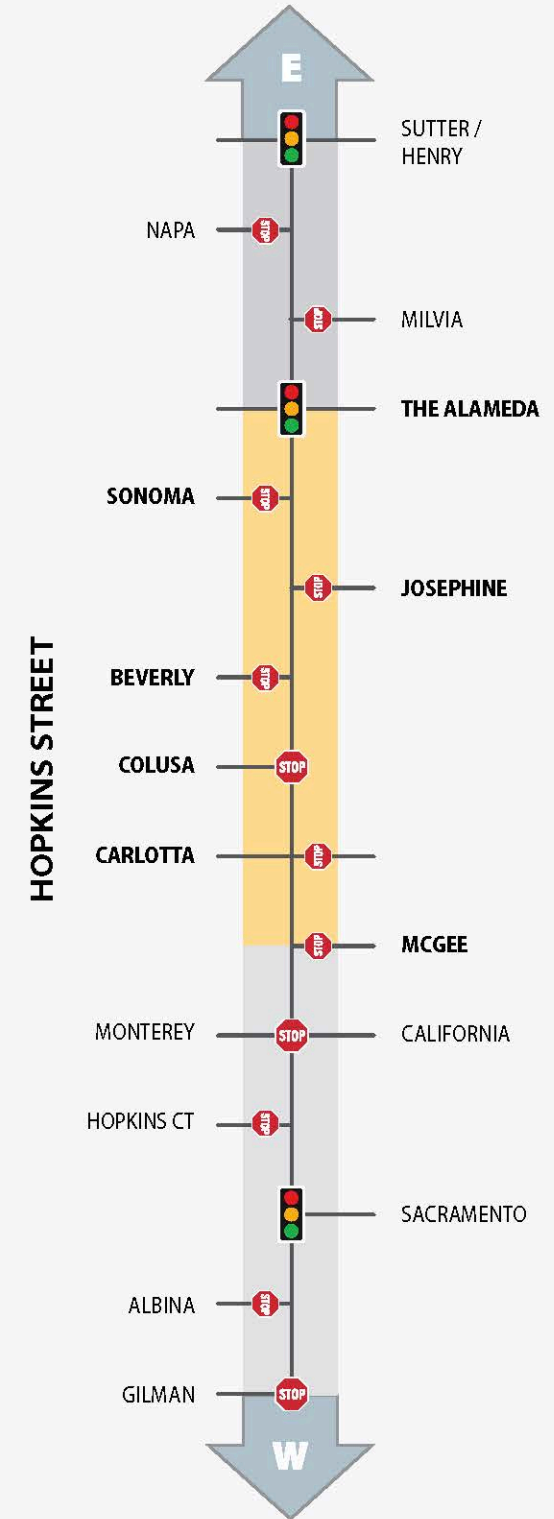 E
SUTTER /
HENRY
NAPA
STOP
STOP
MILVIA
THE ALAMEDA
SONOMA
STOP
STOP
JOSEPHINE
BEVERLY
STOP
COLUSA
STOP
CARLOTTA
STOP
STOP
MCGEE
MONTEREY
STOP
CALIFORNIA
HOPKINS CT
STOP
SACRAMENTO
ALBINA
STOP
GILMAN
STOP
W
HOPKINS STREET